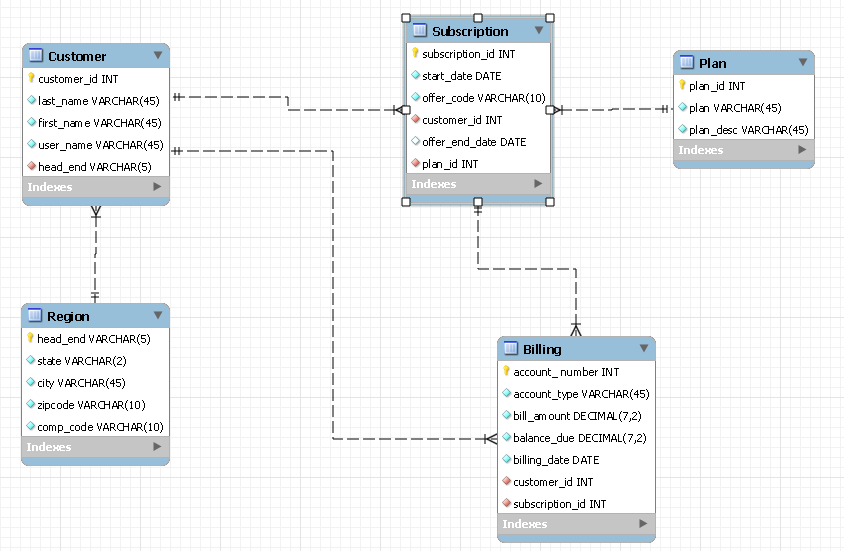 Customer
customer_id INT
last_name VARCHAR(45)
first_name VARCHAR(45)
user_name VARCHAR(45)
head_end VARCHAR(5)
Indexes
Subscription
subscription_id INT
start_date DATE
offer_code VARCHAR(10)
customer_id INT
offer_end_date DATE
plan_id INT
Indexes
Plan
plan_id INT
plan VARCHAR(45)
plan_desc VARCHAR(45)
Indexes
Region
head_end VARCHAR(5)
state VARCHAR(2)
city VARCHAR(45)
zipcode VARCHAR(10)
comp_code VARCHAR(10)
Indexes
Billing
account_ number INT
account_type VARCHAR(45)
bill_amount DECIMAL(7,2)
balance_due DECIMAL(7,2)
billing_date DATE
customer_id INT
subscription_id INT
Indexes